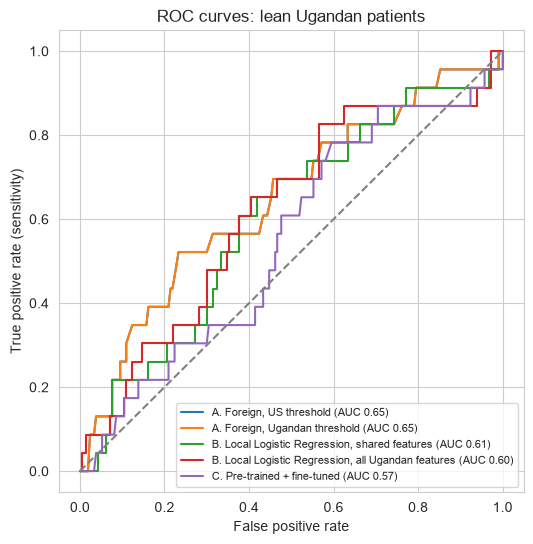 ROC curves: lean Ugandan patients
True positive rate (sensitivity)
1.0
0.8
0.6
0.4
0.2
0.0
A. Foreign, US threshold (AUC 0.65)
A. Foreign, Ugandan threshold (AUC 0.65)
B. Local Logistic Regression, shared features (AUC 0.61)
B. Local Logistic Regression, all Ugandan features (AUC 0.60)
C. Pre-trained + fine-tuned (AUC 0.57)
0.0 0.2 0.4 0.6 0.8 1.0
False positive rate